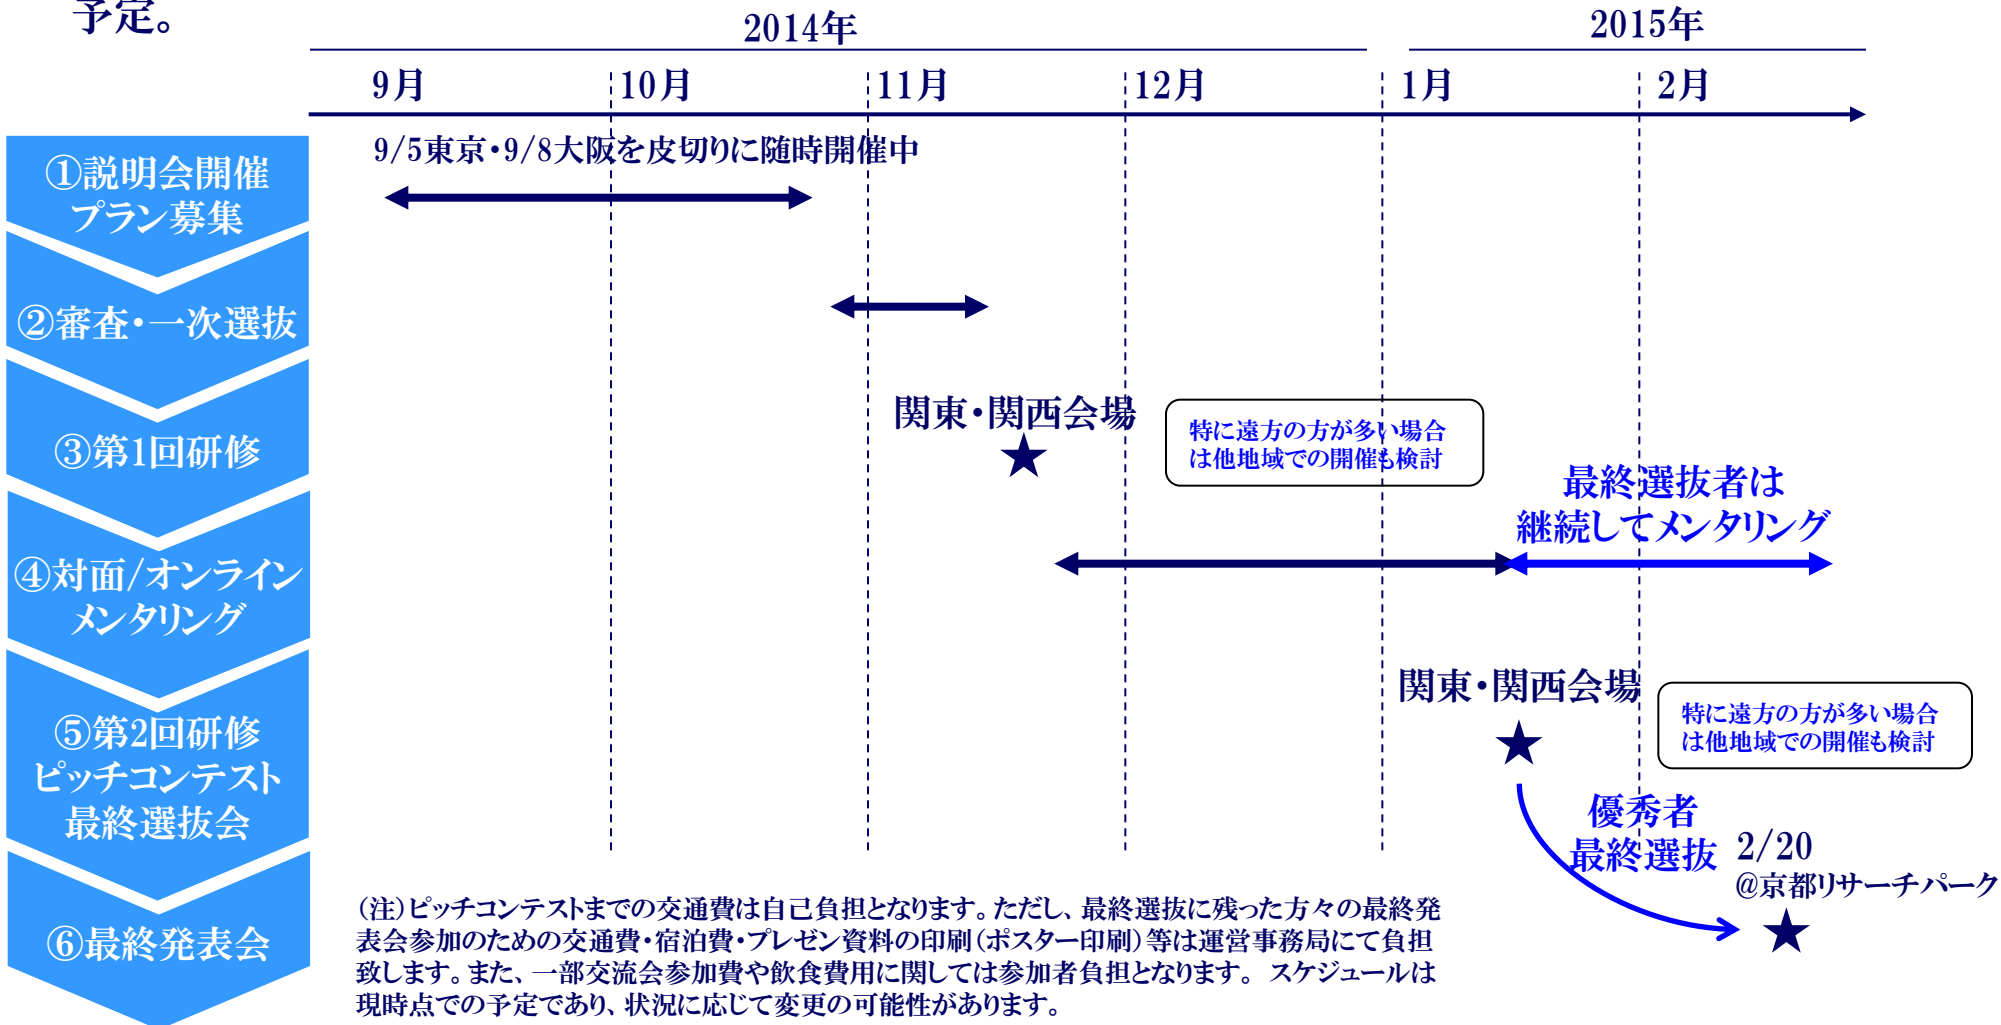 予定。
2014年
2015年
9月
10月
11月
12月
1月
2月
①説明会開催
プラン募集
9/5東京・9/8大阪を皮切りに随時開催中
②審査・一次選抜
③第1回研修
関東・関西会場
特に遠方の方が多い場合
は他地域での開催も検討
④対面/オンライン
メンタリング
最終選抜者は
継続してメンタリング
⑤第2回研修
ピッチコンテスト
最終選抜会
関東・関西会場
特に遠方の方が多い場合
は他地域での開催も検討
優秀者
最終選抜
2/20
@京都リサーチパーク
⑥最終発表会
（注）ピッチコンテストまでの交通費は自己負担となります。ただし、最終選抜に残った方々の最終発
表会参加のための交通費・宿泊費・プレゼン資料の印刷（ポスター印刷）等は運営事務局にて負担
致します。また、一部交流会参加費や飲食費用に関しては参加者負担となります。 スケジュールは
現時点での予定であり、状況に応じて変更の可能性があります。